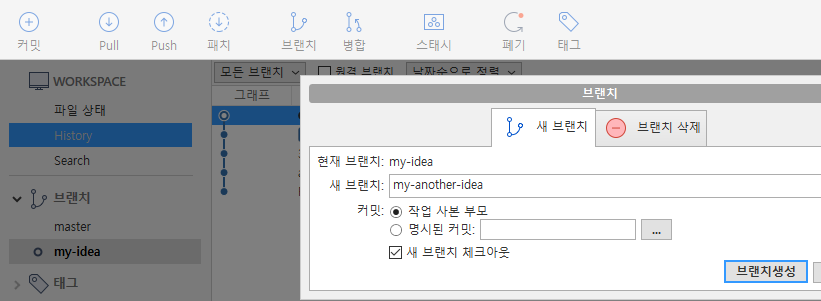 커밋 Pull Push 패치 브랜치 병합 스태시 폐기 태그
모든 브랜치 원격 브랜치 날짜순으로 정렬
WORKSPACE
파일 상태
History
Search
브랜치
master
my-idea
태그
그래프
브랜치
새 브랜치 브랜치 삭제
현재 브랜치: my-idea
새 브랜치: my-another-idea
커밋: 작업 사본 부모
명시된 커밋: ...
새 브랜치 체크아웃
브랜치생성